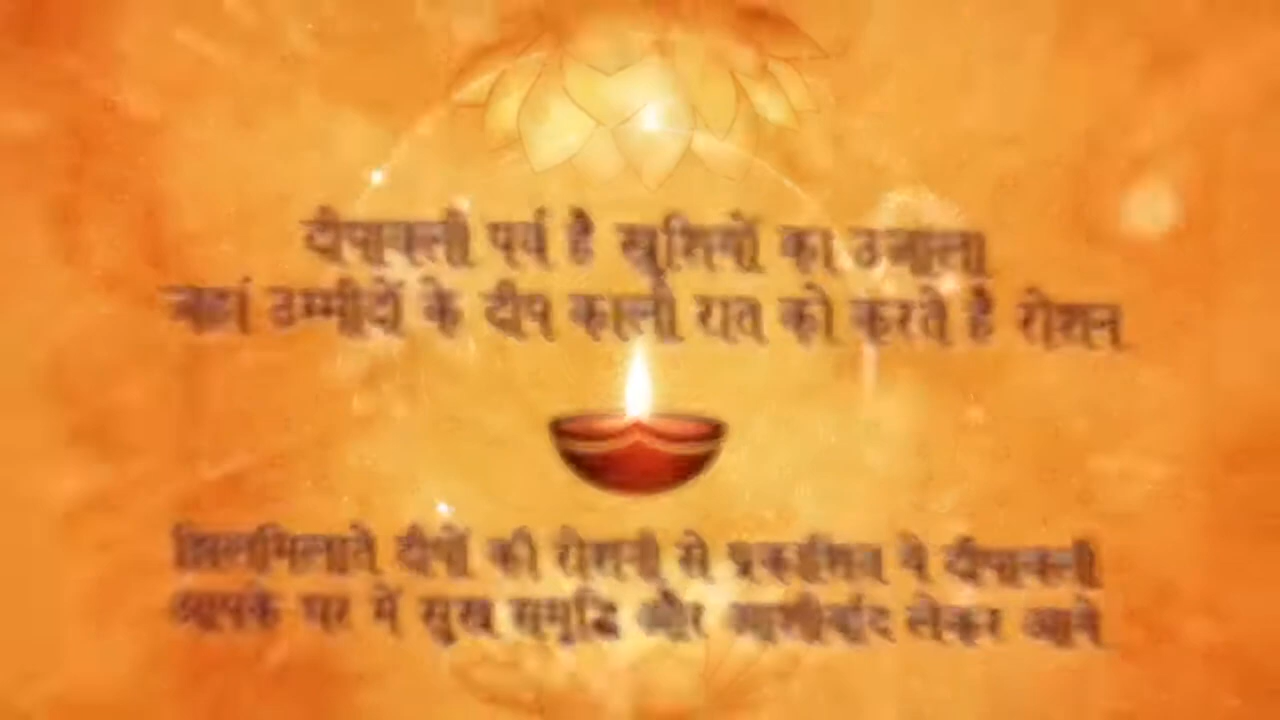 दीपावली पर्व है खुशियों का उजाला
जहां उम्मीदों के दीप काली रात को करते है रोशन
झिलमिलाते दीपों की रोशनी से प्रकाशित ये दीपावली
आपके घर में सुख समृद्धि और आशीर्वाद लेकर आये